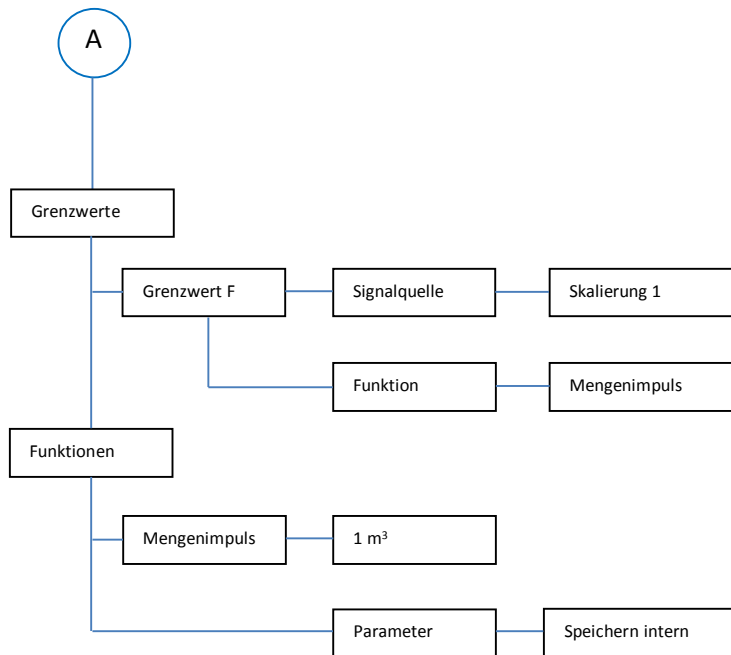 A
Grenzwerte
Grenzwert F
Signalquelle
Skalierung 1
Funktion
Mengenimpuls
Funktionen
Mengenimpuls
1 m³
Parameter
Speichern intern